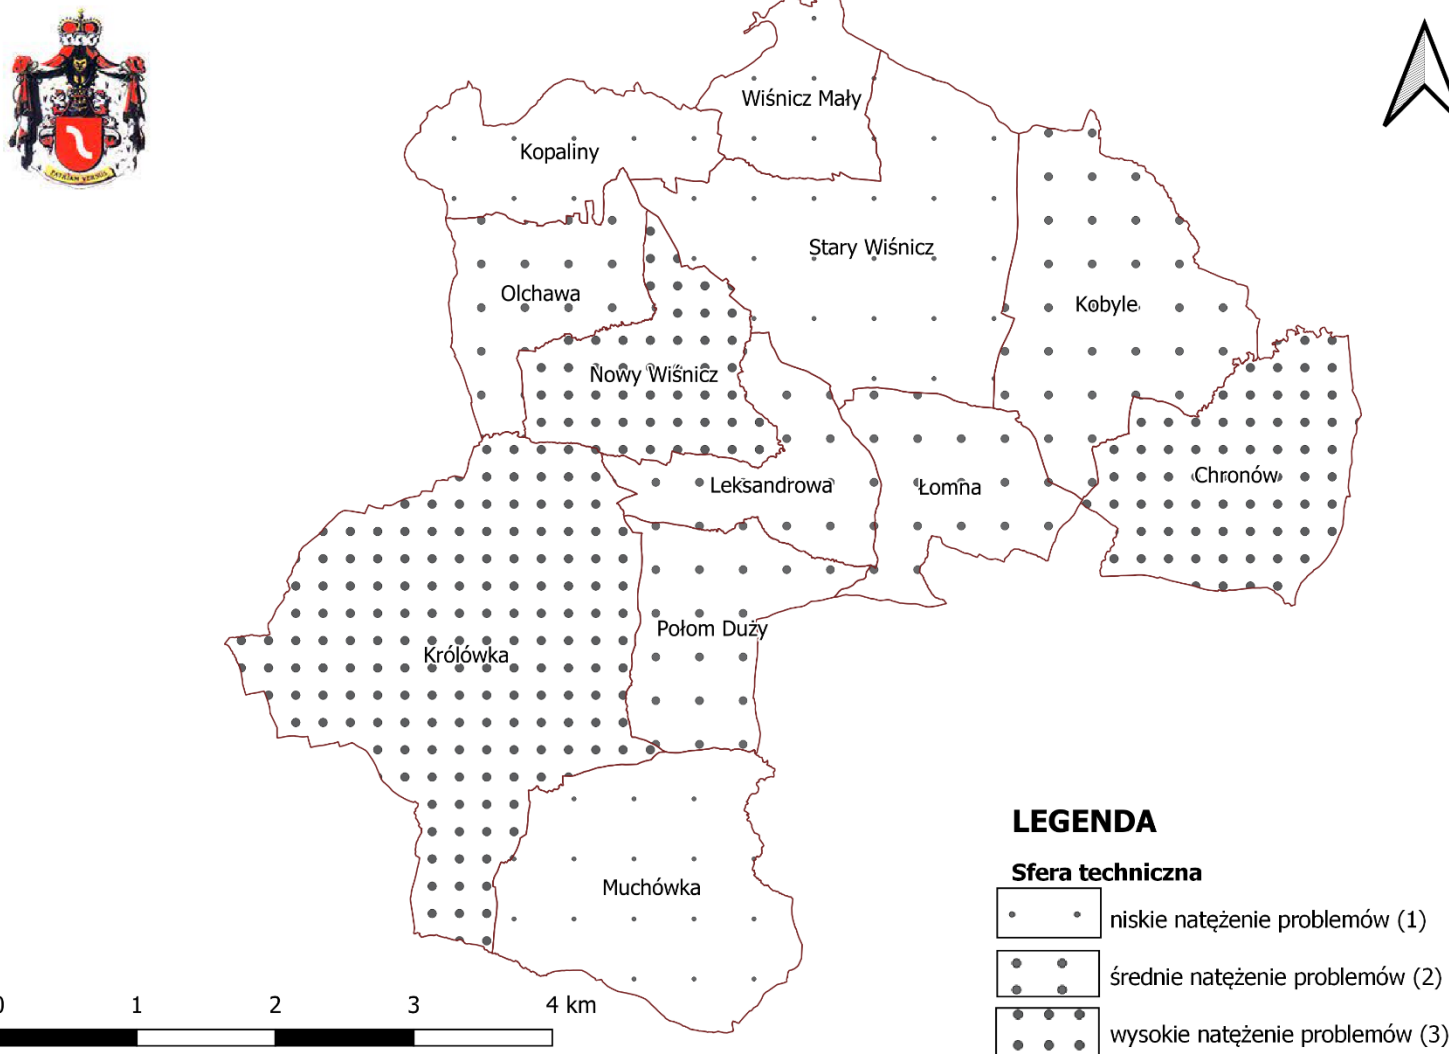 Wiśnicz Mały
Kopaliny
Stary Wiśnicz
Olchawa
Kobyle
Nowy Wiśnicz
Chronów
Leksandrowa
Łomna
Połom Duży
Królówka
Muchówka
LEGENDA
Sfera techniczna
niskie natężenie problemów (1)
średnie natężenie problemów (2)
wysokie natężenie problemów (3)
0 1 2 3 4 km